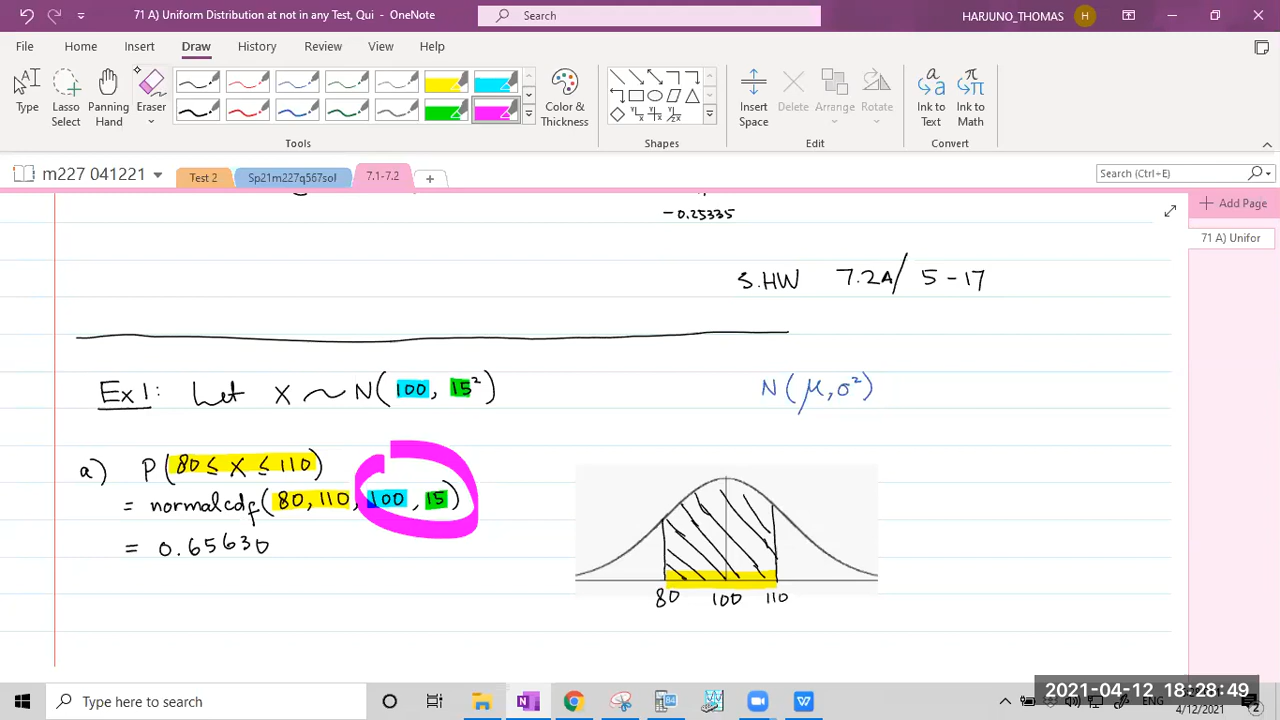 71 A) Uniform Distribution at not in any Test, Qui - OneNote
Search
HARJUNO_THOMAS
H
File Home Insert Draw History Review View Help
Type
Lasso Select
Panning Hand
Eraser
Color & Thickness
Insert Space
Delete
Arrange
Rotate
Ink to Text
Ink to Math
Tools
Shapes
Edit
Convert
m227 041221
Test 2
Sp21m227q567sol
7.1-7.2
Search (Ctrl+E)
Add Page
71 A) Unifor
-0.25335
S.HW 7.2A/ 5-17
Ex1: Let X ~ N(100, 15²)
N(μ,σ²)
a) P(80 ≤ X ≤ 110)
= normalcdf(80, 110, 100, 15)
= 0.65630
80 100 110
Type here to search
2021-04-12 18:28:49
4/12/2021